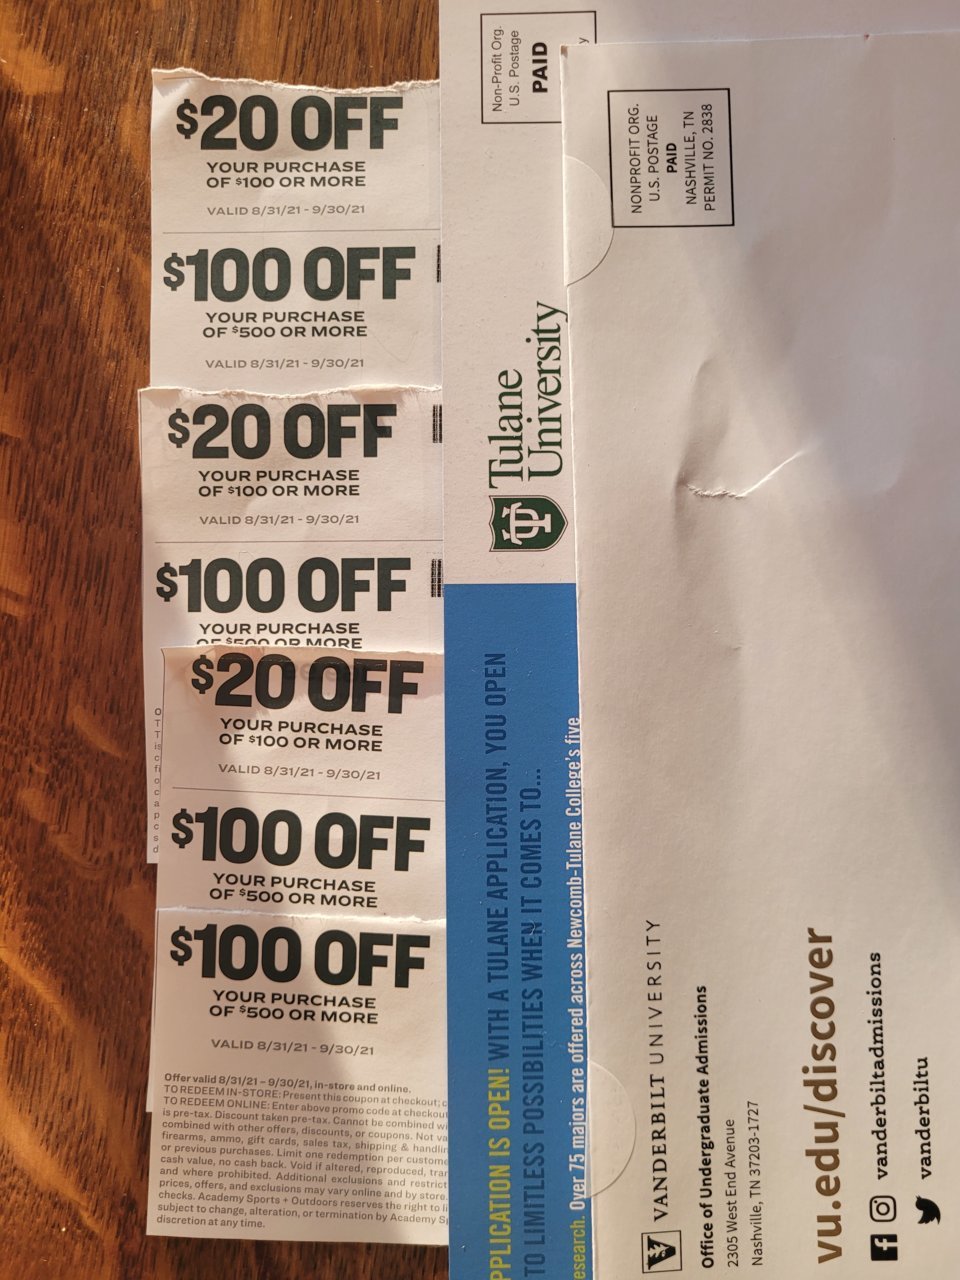 $20 OFF
YOUR PURCHASE
OF $100 OR MORE
VALID 8/31/21 - 9/30/21
$100 OFF
YOUR PURCHASE
OF $500 OR MORE
VALID 8/31/21 - 9/30/21
$20 OFF
YOUR PURCHASE
OF $100 OR MORE
VALID 8/31/21 - 9/30/21
$100 OFF
YOUR PURCHASE
OF $500 OR MORE
$20 OFF
YOUR PURCHASE
OF $100 OR MORE
VALID 8/31/21 - 9/30/21
$100 OFF
YOUR PURCHASE
OF $500 OR MORE
$100 OFF
YOUR PURCHASE
OF $500 OR MORE
VALID 8/31/21 - 9/30/21
Offer valid 8/31/21 – 9/30/21, in-store and online.
TO REDEEM IN-STORE: Present this coupon at checkout;
TO REDEEM ONLINE: Enter above promo code at checkout
is pre-tax. Discount taken pre-tax. Cannot be combined
combined with other offers, discounts, or coupons. Not
firearms, ammo, gift cards, sales tax, shipping &
or previous purchases. Limit one redemption per
cash value, no cash back. Void if altered, reproduced,
and where prohibited. Additional exclusions and
prices, offers, and exclusions may vary online and by store.
checks. Academy Sports + Outdoors reserves the right to
subject to change, alteration, or termination by Academy
discretion at any time.
Non-Profit Org.
U.S. Postage
PAID
Tulane
University
PPLICATION IS OPEN! WITH A TULANE APPLICATION, YOU OPEN
TO LIMITLESS POSSIBILITIES WHEN IT COMES TO...
esearch. Over 75 majors are offered across Newcomb-Tulane College's five
NONPROFIT ORG.
U.S. POSTAGE
PAID
NASHVILLE, TN
PERMIT NO. 2838
V VANDERBILT UNIVERSITY
Office of Undergraduate Admissions
2305 West End Avenue
Nashville, TN 37203-1727
vu.edu/discover
vanderbiltadmissions
vanderbiltu